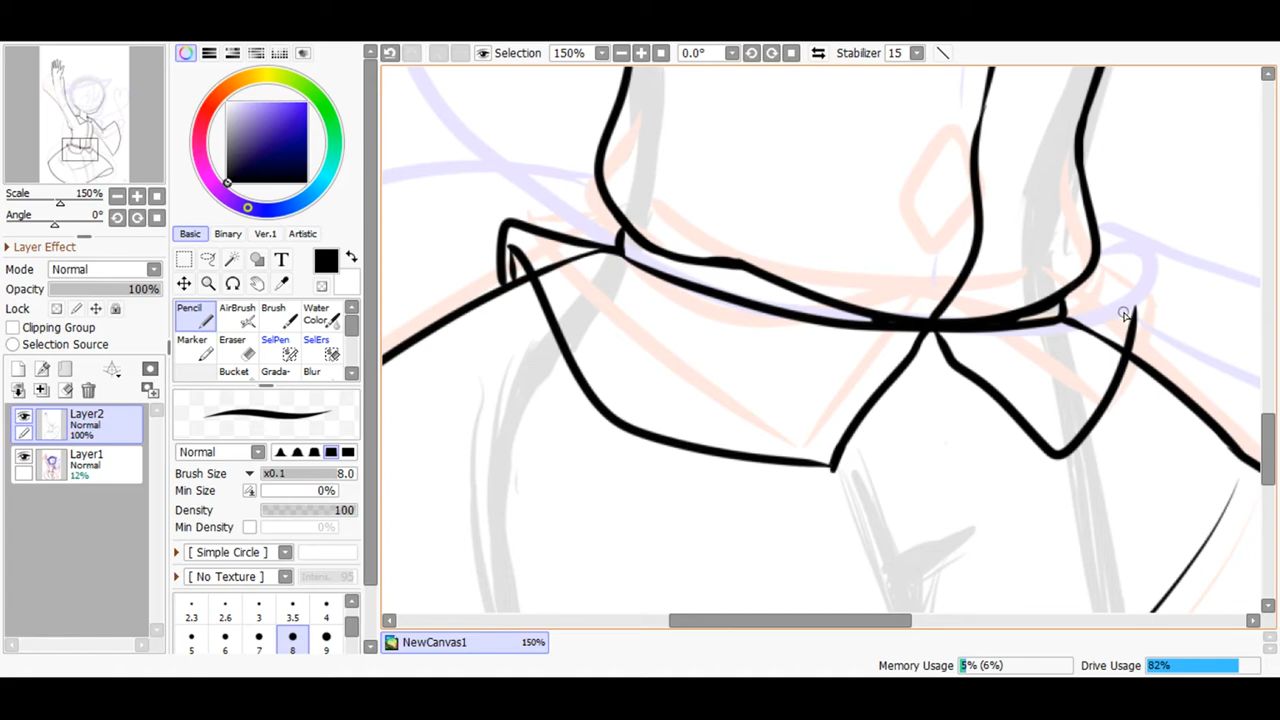 Selection 150% 0.0° Stabilizer 15
Scale 150%
Angle 0°
Layer Effect
Mode Normal
Opacity 100%
Lock
Clipping Group
Selection Source
Layer2
Normal
100%
Layer1
Normal
12%
Basic Binary Ver.1 Artistic
T
Pencil AirBrush Brush Water Color
Marker Eraser SelPen SelErs
Bucket Grada- Blur
Normal
Brush Size x0.1 8.0
Min Size 0%
Density 100
Min Density 0%
[ Simple Circle ]
[ No Texture ] Intens. 95
2.3 2.6 3 3.5 4
5 6 7 8 9
NewCanvas1 150%
Memory Usage 5% (6%) Drive Usage 82%